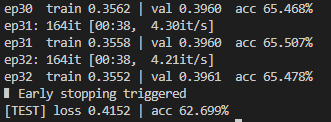 ep30  train 0.3562 | val 0.3960  acc 65.468%
ep31: 164it [00:38,  4.30it/s]
ep31  train 0.3558 | val 0.3960  acc 65.507%
ep32: 164it [00:38,  4.21it/s]
ep32  train 0.3552 | val 0.3961  acc 65.478%
Early stopping triggered
[TEST] loss 0.4152 | acc 62.699%